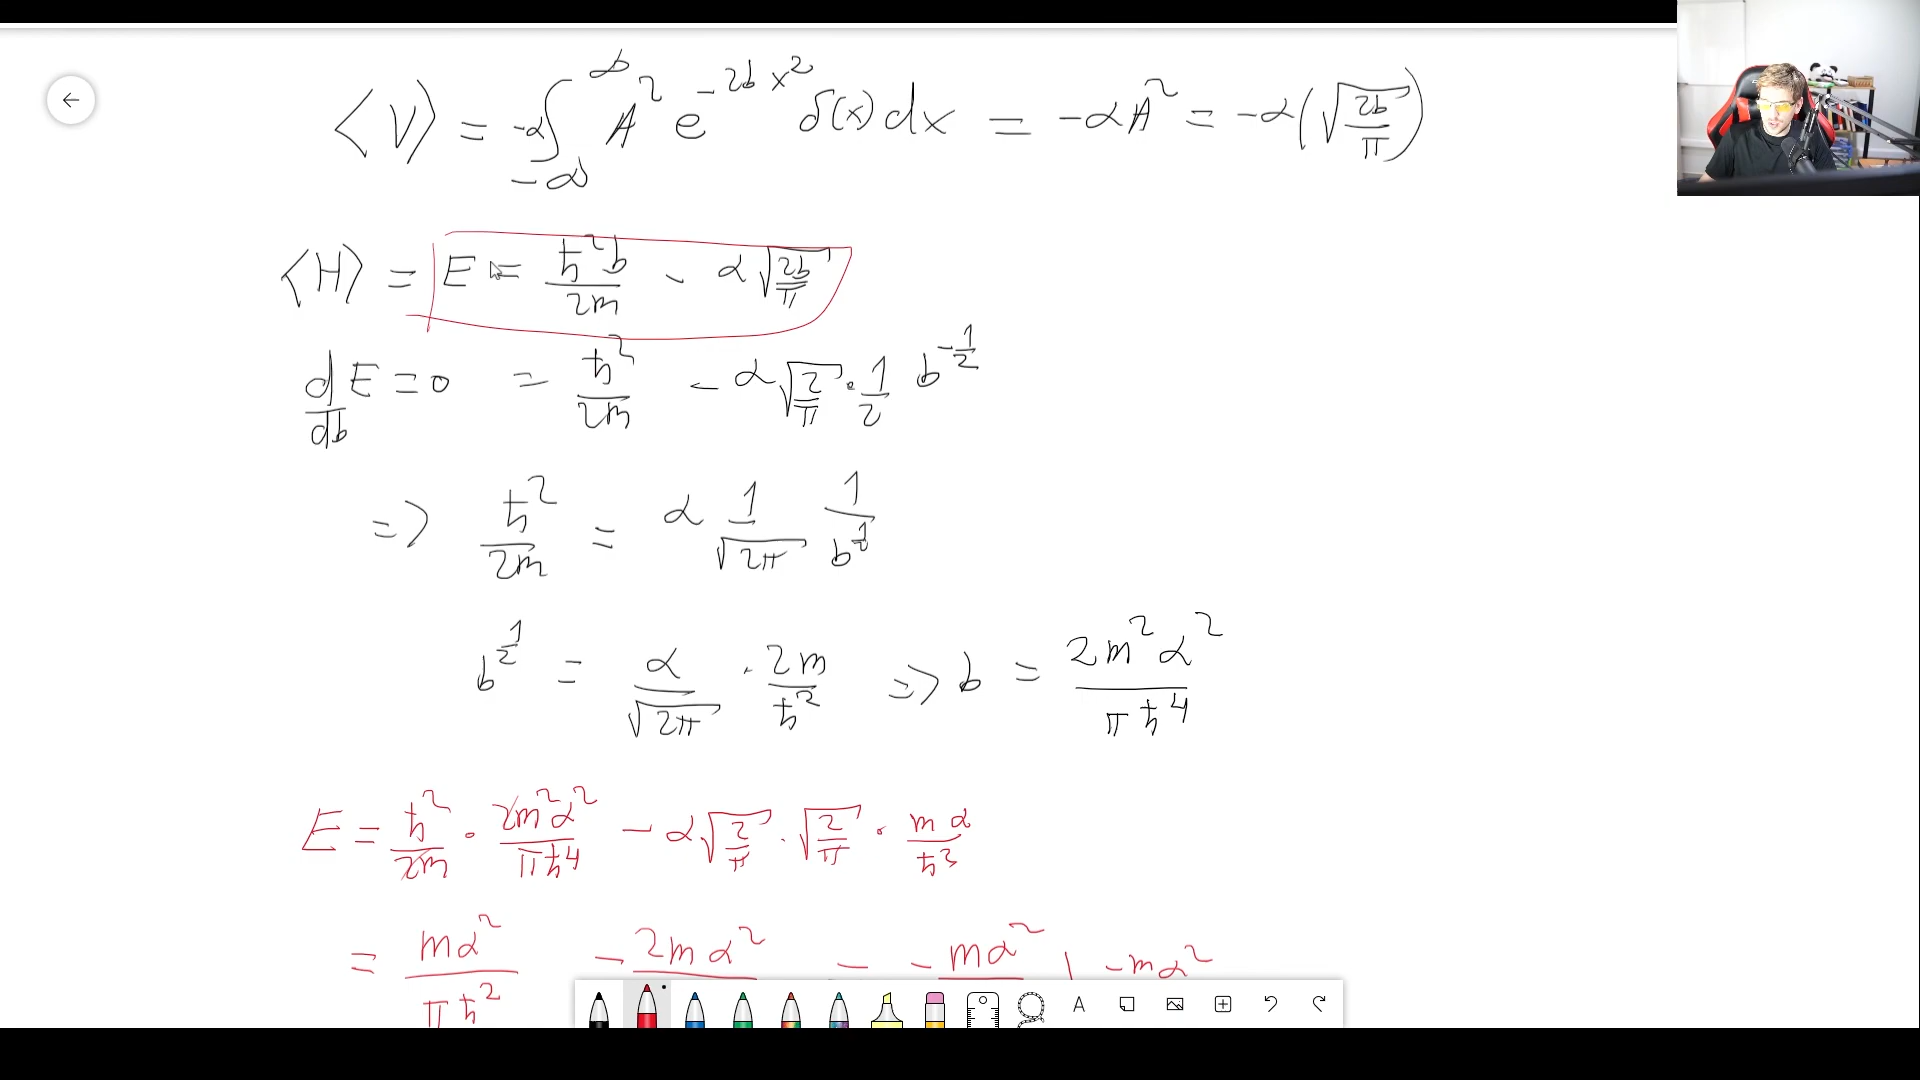 ⟨V⟩ = -α ∫_{-∞}^{∞} A² e^{-2bx²} δ(x) dx = -αA² = -α(√(2b/π))
⟨H⟩ = E = ħ²b/2m - α√(2b/π)
d/db E = 0 = ħ²/2m - α√(2/π) · 1/2 b^{-1/2}
=> ħ²/2m = α 1/√(2π) 1/b^{1/2}
b^{1/2} = α/√(2π) · 2m/ħ² => b = 2m²α²/πħ⁴
E = ħ²/2m · 2m²α²/πħ⁴ - α√(2/π) · √(2/π) · mα/ħ³
= mα²/πħ² - 2mα² = -mα² -mα²
A